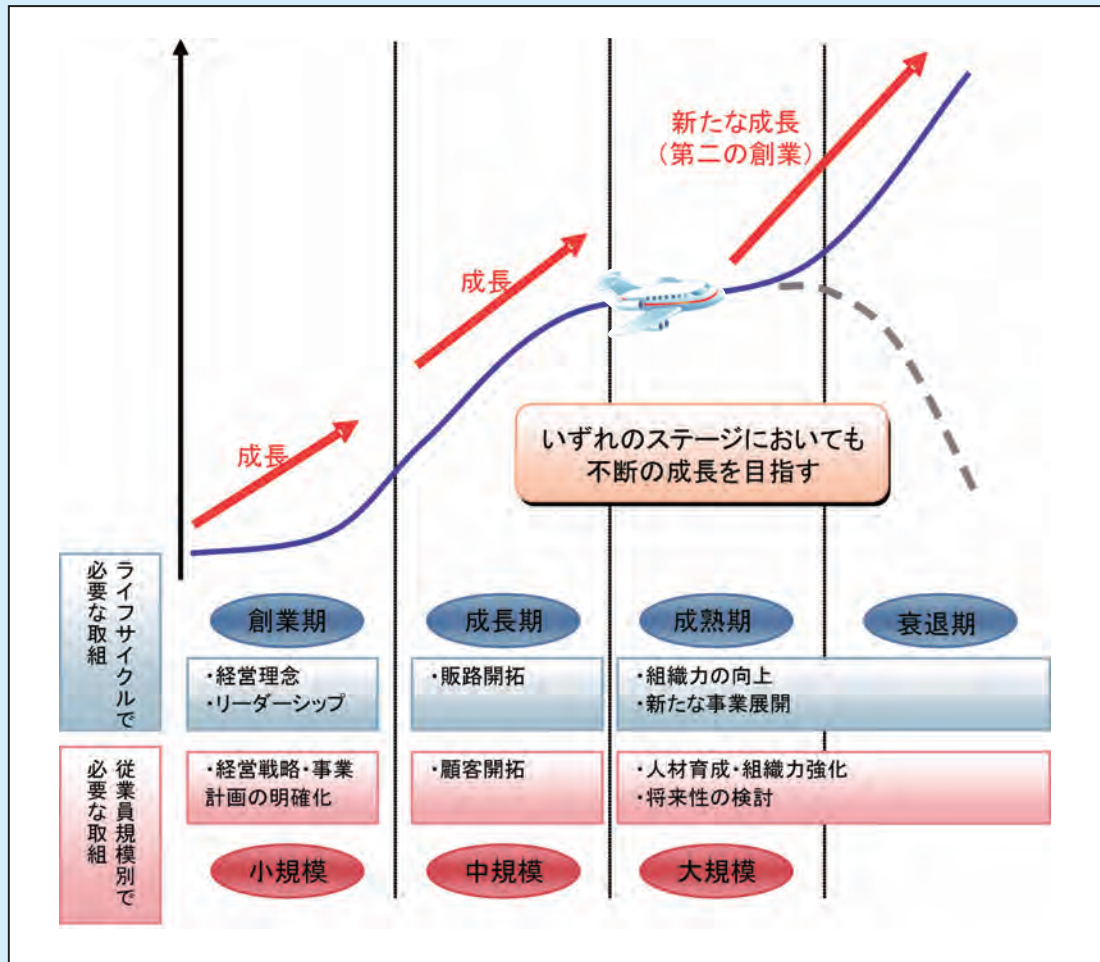 新たな成長
(第二の創業)
成長
成長
いずれのステージにおいても
不断の成長を目指す
ライフサイクルで
必要な取組
創業期
成長期
成熟期
衰退期
・経営理念
・リーダーシップ
・販路開拓
・組織力の向上
・新たな事業展開
従業員規模別で
必要な取組
・経営戦略・事業
計画の明確化
・顧客開拓
・人材育成・組織力強化
・将来性の検討
小規模
中規模
大規模